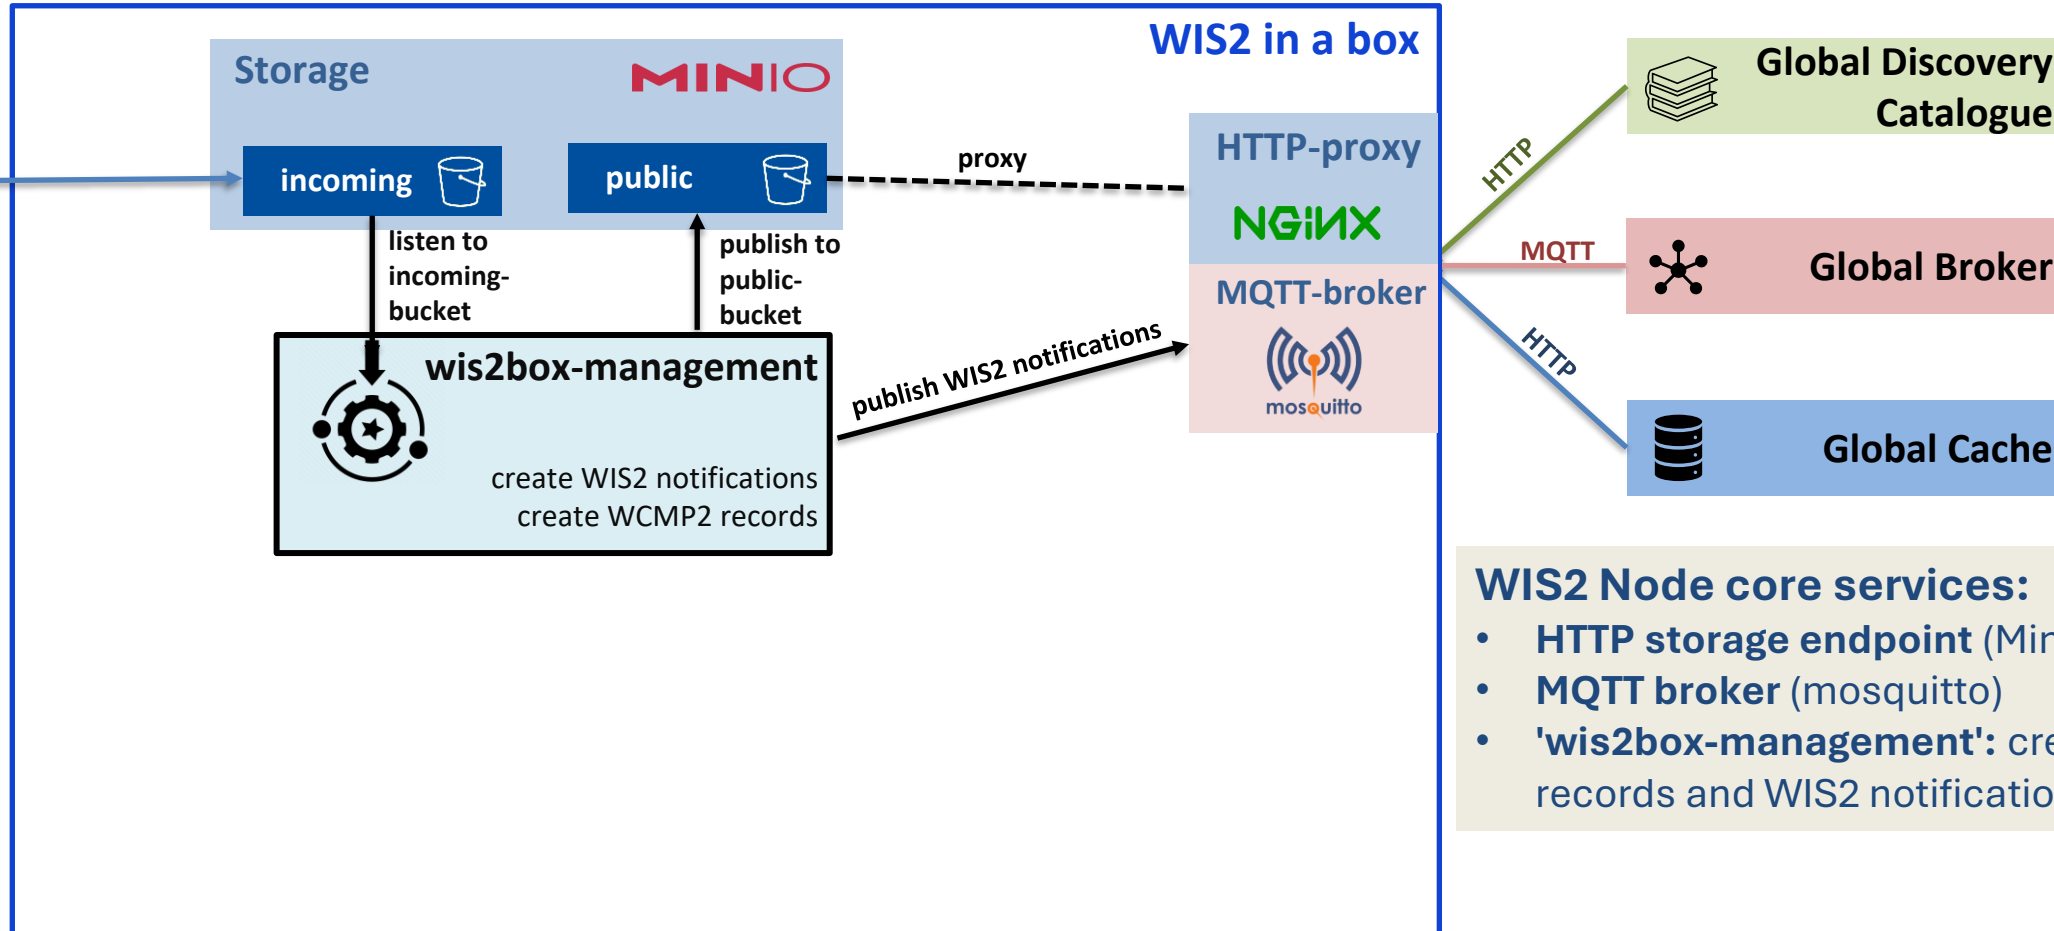 WIS2 in a box
Storage
MINIO
incoming
public
listen to
incoming-
bucket
publish to
public-
bucket
proxy
wis2box-management
create WIS2 notifications
create WCMP2 records
publish WIS2 notifications
HTTP-proxy
NGiNX
MQTT-broker
mosquitto
HTTP
MQTT
HTTP
Global Discovery
Catalogue
Global Broker
Global Cache
WIS2 Node core services:
• HTTP storage endpoint
• MQTT broker (mosquitto)
• 'wis2box-management':
records and WIS2